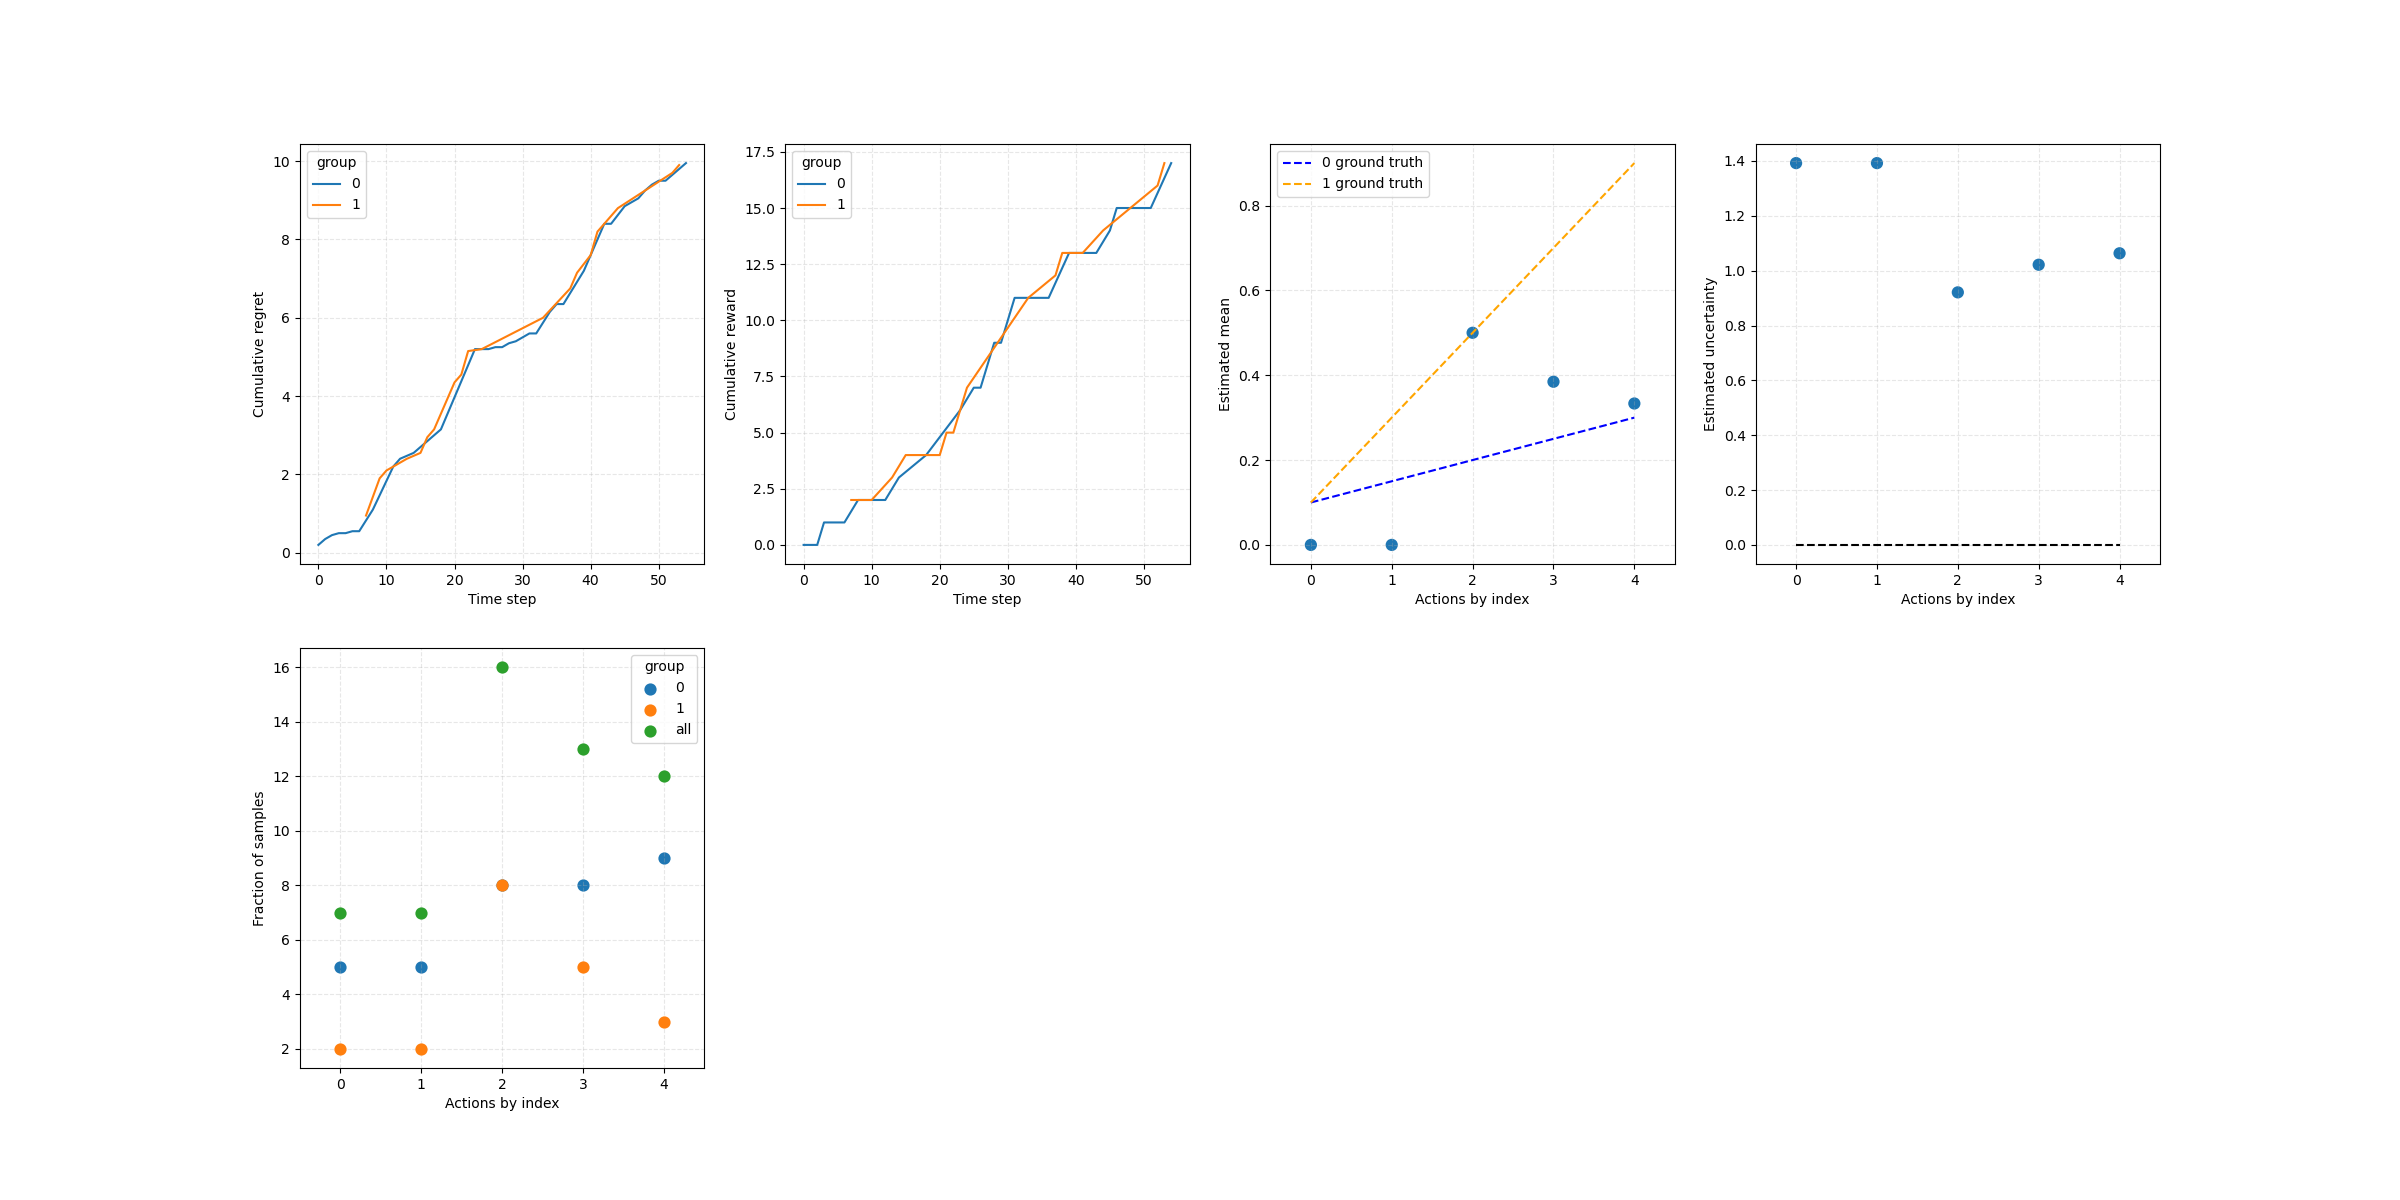 group
0
1
10
8
6
4
2
0
Cumulative regret
0 10 20 30 40 50
Time step
group
0
1
17.5
15.0
12.5
10.0
7.5
5.0
2.5
0.0
Cumulative reward
0 10 20 30 40 50
Time step
0 ground truth
1 ground truth
0.8
0.6
0.4
0.2
0.0
Estimated mean
0 1 2 3 4
Actions by index
1.4
1.2
1.0
0.8
0.6
0.4
0.2
0.0
Estimated uncertainty
0 1 2 3 4
Actions by index
group
0
1
all
16
14
12
10
8
6
4
2
Fraction of samples
0 1 2 3 4
Actions by index